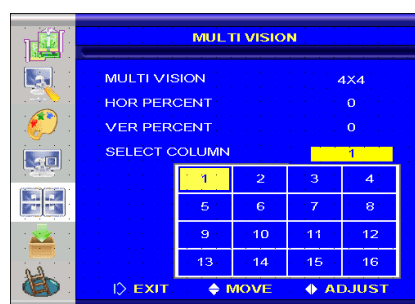 MULTI VISION
MULTI VISION 4X4
HOR PERCENT 0
VER PERCENT 0
SELECT COLUMN 1
1 2 3 4
5 6 7 8
9 10 11 12
13 14 15 16
EXIT MOVE ADJUST